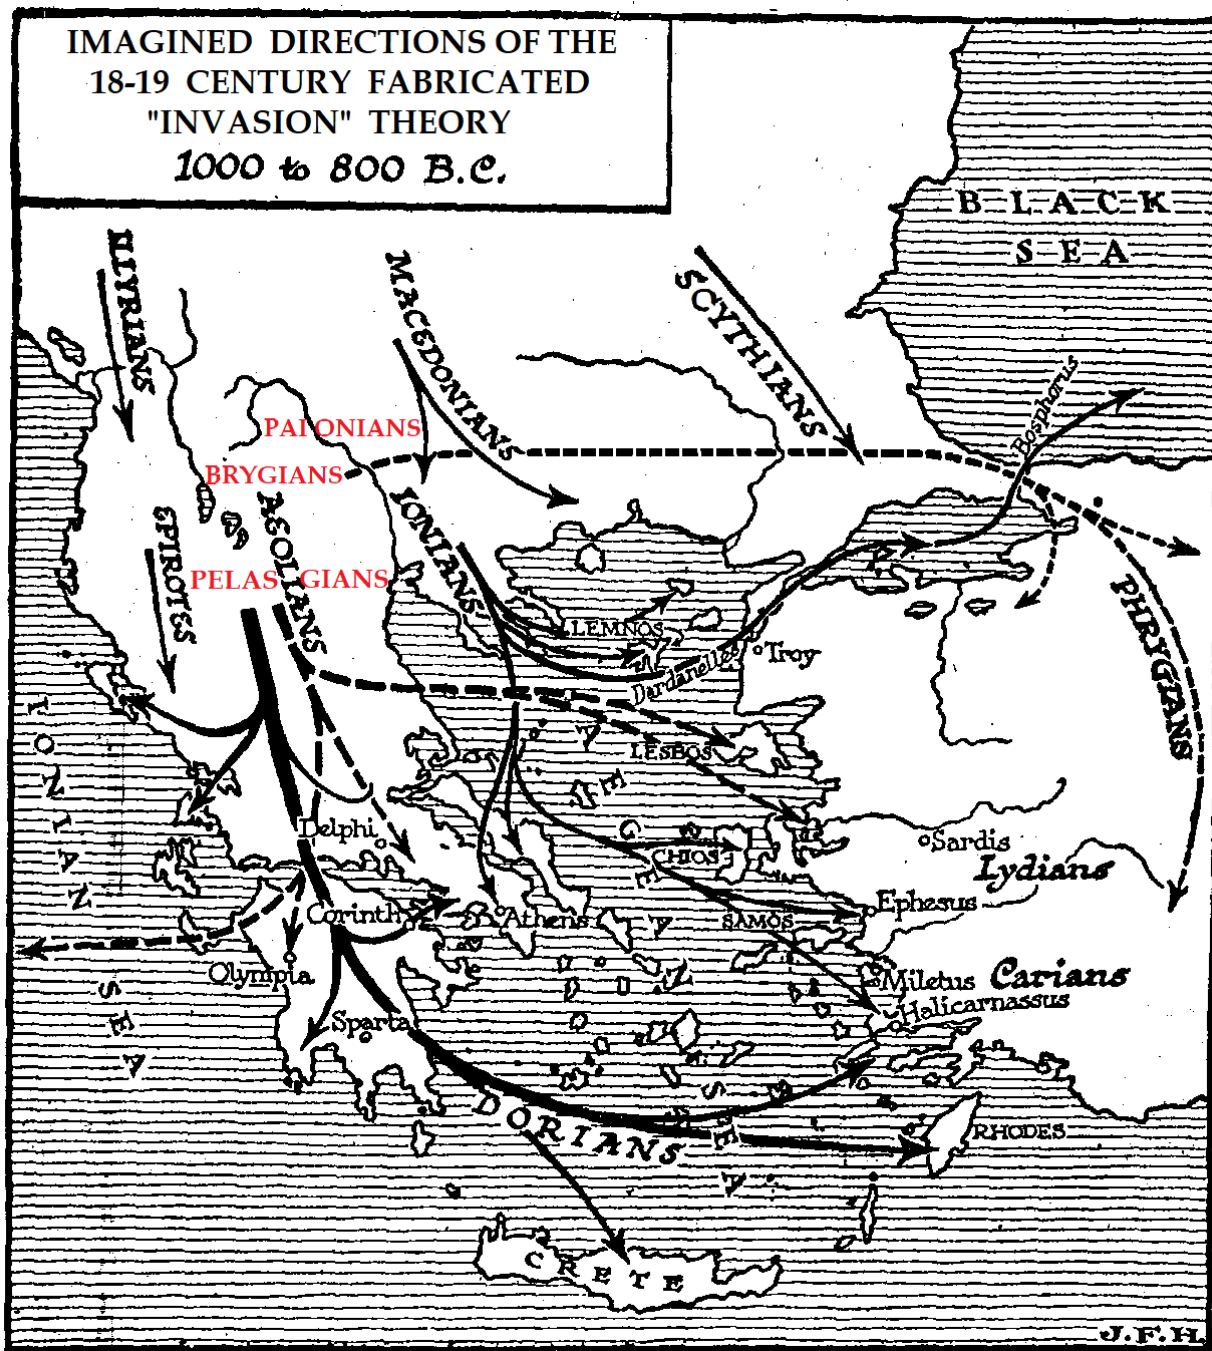 IMAGINED DIRECTIONS OF THE
18-19 CENTURY FABRICATED
"INVASION" THEORY
1000 to 800 B.C.
BLACK
SEA
ILLYRIANS
MACEDONIANS
SCYTHIANS
Bosphorus
PAIONIANS
BRYGIANS
AEOLIANS
IONIANS
EPIROTES
PELASGIANS
PHRYGIANS
LEMNOS
Dardanelles
Troy
IONIAN SEA
LESBOS
AEGEAN SEA
Delphi
Sardis
Lydians
CHIOS
Corinth
Athens
Ephesus
SAMOS
Olympia
Miletus
Carians
Halicarnassus
Sparta
DORIANS
RHODES
CRETE
J.F.H.